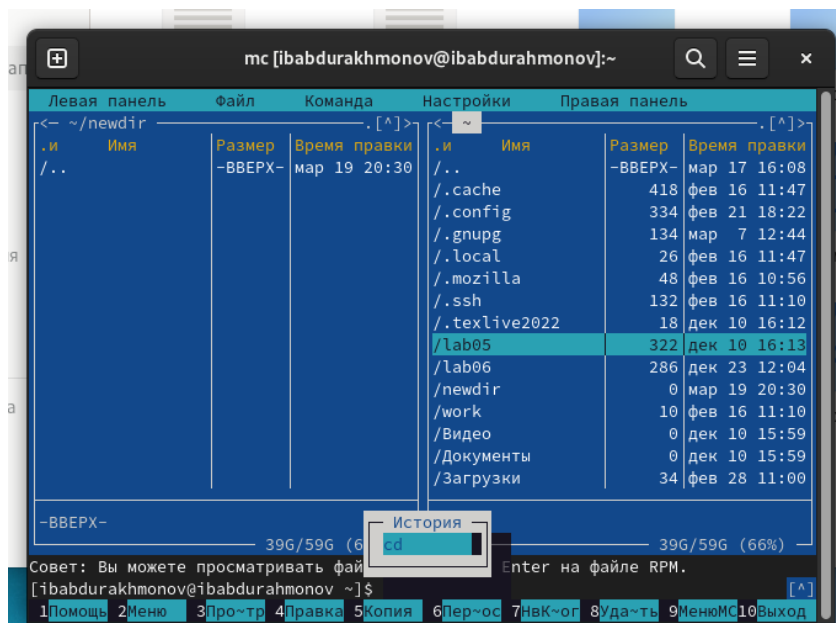 ап
mc [ibabdurakhmonov@ibabdurahmonov]:~
Левая панель Файл Команда Настройки Правая панель
<— ~/newdir .[^]>
<— ~ .[^]>
.и Имя Размер Время правки
.и Имя Размер Время правки
/.. -ВВЕРХ- мар 19 20:30
/.. -ВВЕРХ- мар 17 16:08
/.cache 418 фев 16 11:47
/.config 334 фев 21 18:22
/.gnupg 134 мар 7 12:44
я
/.local 26 фев 16 11:47
/.mozilla 48 фев 16 10:56
/.ssh 132 фев 16 11:10
/.texlive2022 18 дек 10 16:12
/lab05 322 дек 10 16:13
/lab06 286 дек 23 12:04
/newdir 0 мар 19 20:30
а
/work 10 фев 16 11:10
/Видео 0 дек 10 15:59
/Документы 0 дек 10 15:59
/Загрузки 34 фев 28 11:00
-ВВЕРХ-
История
cd
39G/59G (6
39G/59G (66%)
Совет: Вы можете просматривать фай Enter на файле RPM.
[ibabdurakhmonov@ibabdurahmonov ~]$ [^]
1Помощь 2Меню 3Про~тр 4Правка 5Копия 6Пер~ос 7НвК~ог 8Уда~ть 9МенюМС 10Выход